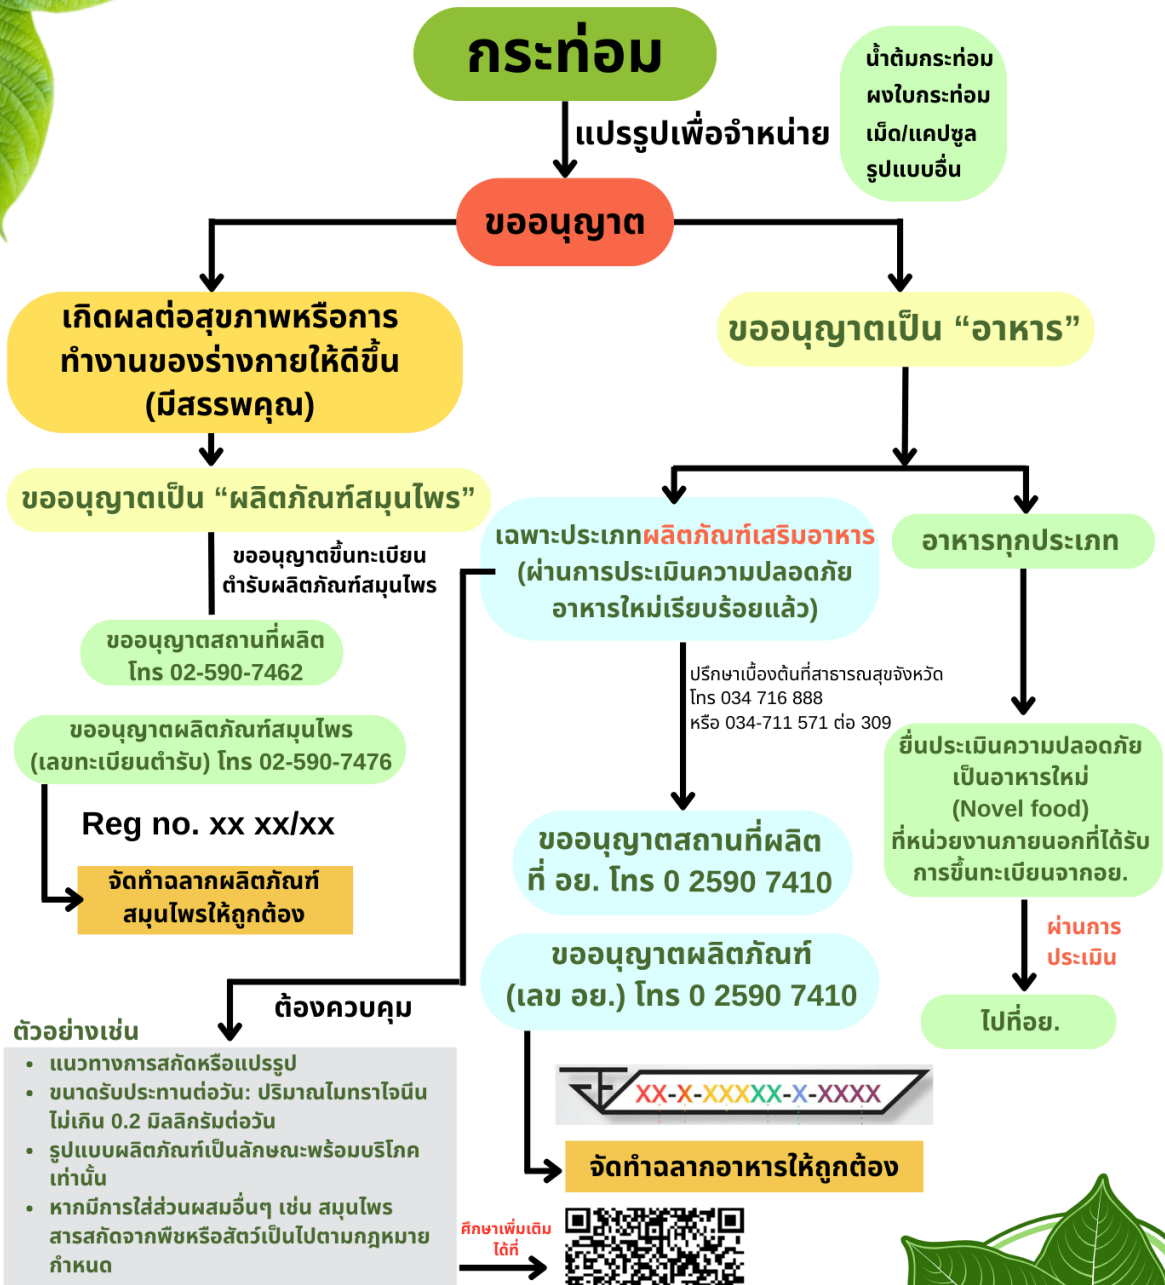 กระท่อม
น้ำต้มกระท่อม
ผงใบกระท่อม
เม็ด/แคปซูล
รูปแบบอื่น
แปรรูปเพื่อจำหน่าย
ขออนุญาต
เกิดผลต่อสุขภาพหรือการ
ทำงานของร่างกายให้ดีขึ้น
(มีสรรพคุณ)
ขออนุญาตเป็น “ผลิตภัณฑ์สมุนไพร”
ขออนุญาตขึ้นทะเบียน
ตำรับผลิตภัณฑ์สมุนไพร
ขออนุญาตสถานที่ผลิต
โทร 02-590-7462
ขออนุญาตผลิตภัณฑ์สมุนไพร
(เลขทะเบียนตำรับ) โทร 02-590-7476
Reg no. xx xx/xx
จัดทำฉลากผลิตภัณฑ์
สมุนไพรให้ถูกต้อง
ขออนุญาตเป็น “อาหาร”
เฉพาะประเภทผลิตภัณฑ์เสริมอาหาร
(ผ่านการประเมินความปลอดภัย
อาหารใหม่เรียบร้อยแล้ว)
ปรึกษาเบื้องต้นที่สาธารณสุขจังหวัด
โทร 034 716 888
หรือ 034-711 571 ต่อ 309
ขออนุญาตสถานที่ผลิต
ที่ อย. โทร 0 2590 7410
ขออนุญาตผลิตภัณฑ์
(เลข อย.) โทร 0 2590 7410
อย
XX-X-XXXXX-X-XXXX
จัดทำฉลากอาหารให้ถูกต้อง
อาหารทุกประเภท
ยื่นประเมินความปลอดภัย
เป็นอาหารใหม่
(Novel food)
ที่หน่วยงานภายนอกที่ได้รับ
การขึ้นทะเบียนจากอย.
ผ่านการ
ประเมิน
ไปที่อย.
ต้องควบคุม
ตัวอย่างเช่น
• แนวทางการสกัดหรือแปรรูป
• ขนาดรับประทานต่อวัน: ปริมาณไมทราไจนีน
ไม่เกิน 0.2 มิลลิกรัมต่อวัน
• รูปแบบผลิตภัณฑ์เป็นลักษณะพร้อมบริโภค
เท่านั้น
• หากมีการใส่ส่วนผสมอื่นๆ เช่น สมุนไพร
สารสกัดจากพืชหรือสัตว์เป็นไปตามกฎหมาย
กำหนด
ศึกษาเพิ่มเติม
ได้ที่